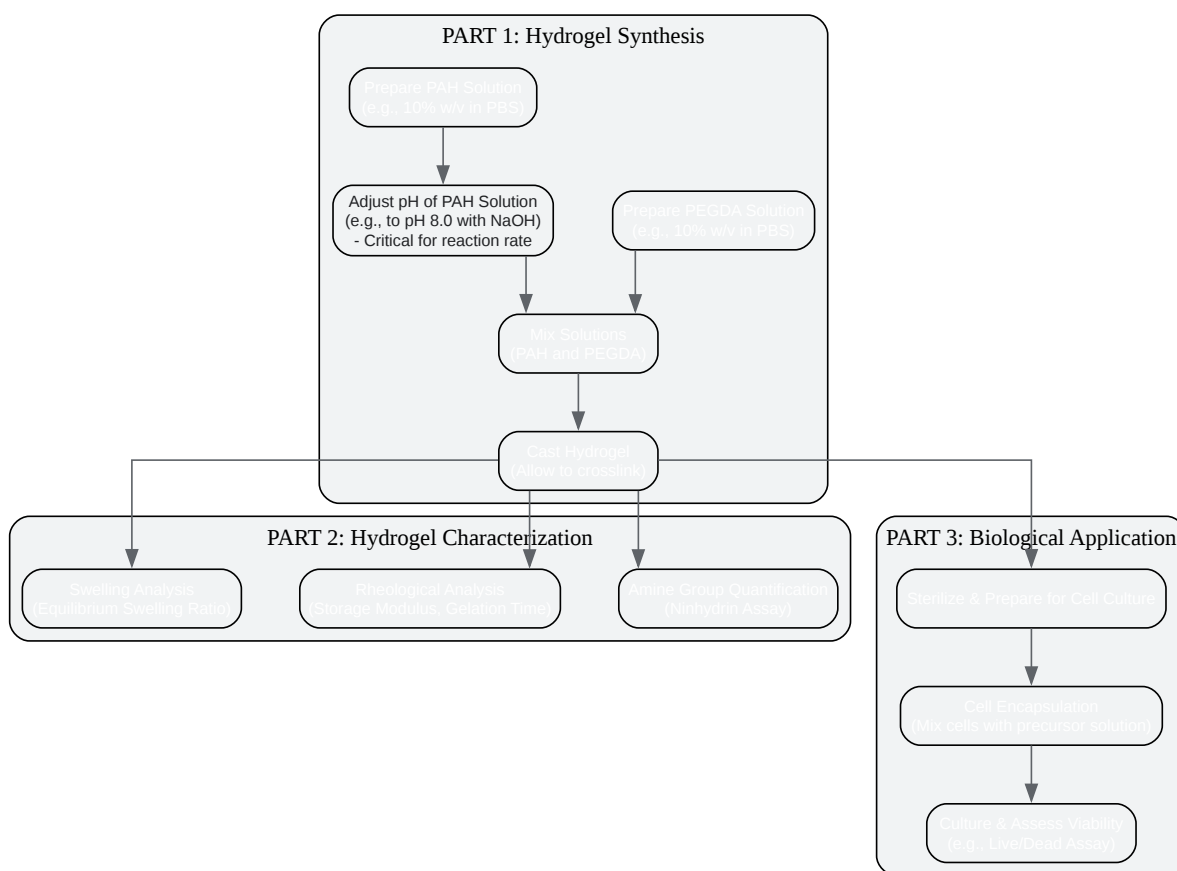 PART 1: Hydrogel Synthesis
Prepare PAH Solution
(e.g., 10% w/v in PBS)
Adjust pH of PAH Solution
(e.g., to pH 8.0 with NaOH)
- Critical for reaction rate
Prepare PEGDA Solution
(e.g., 10% w/v in PBS)
Mix Solutions
(PAH and PEGDA)
Cast Hydrogel
(Allow to crosslink)
PART 2: Hydrogel Characterization
Swelling Analysis
(Equilibrium Swelling Ratio)
Rheological Analysis
(Storage Modulus, Gelation Time)
Amine Group Quantification
(Ninhydrin Assay)
PART 3: Biological Application
Sterilize & Prepare for Cell Culture
Cell Encapsulation
(Mix cells with precursor solution)
Culture & Assess Viability
(e.g., Live/Dead Assay)